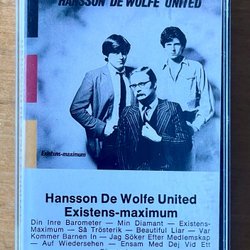 HANSSON DE WOLFE UNITED
Existens-maximum
Hansson De Wolfe United
Existens-maximum
Din Inre Barometer — Min Diamant — Existens-
Maximum — Så Trösterik — Beautiful Liar — Var
Kommer Barnen In — Jag Söker Efter Medlemskap
— Auf Wiedersehen — Ensam Med Dej Vid Ett